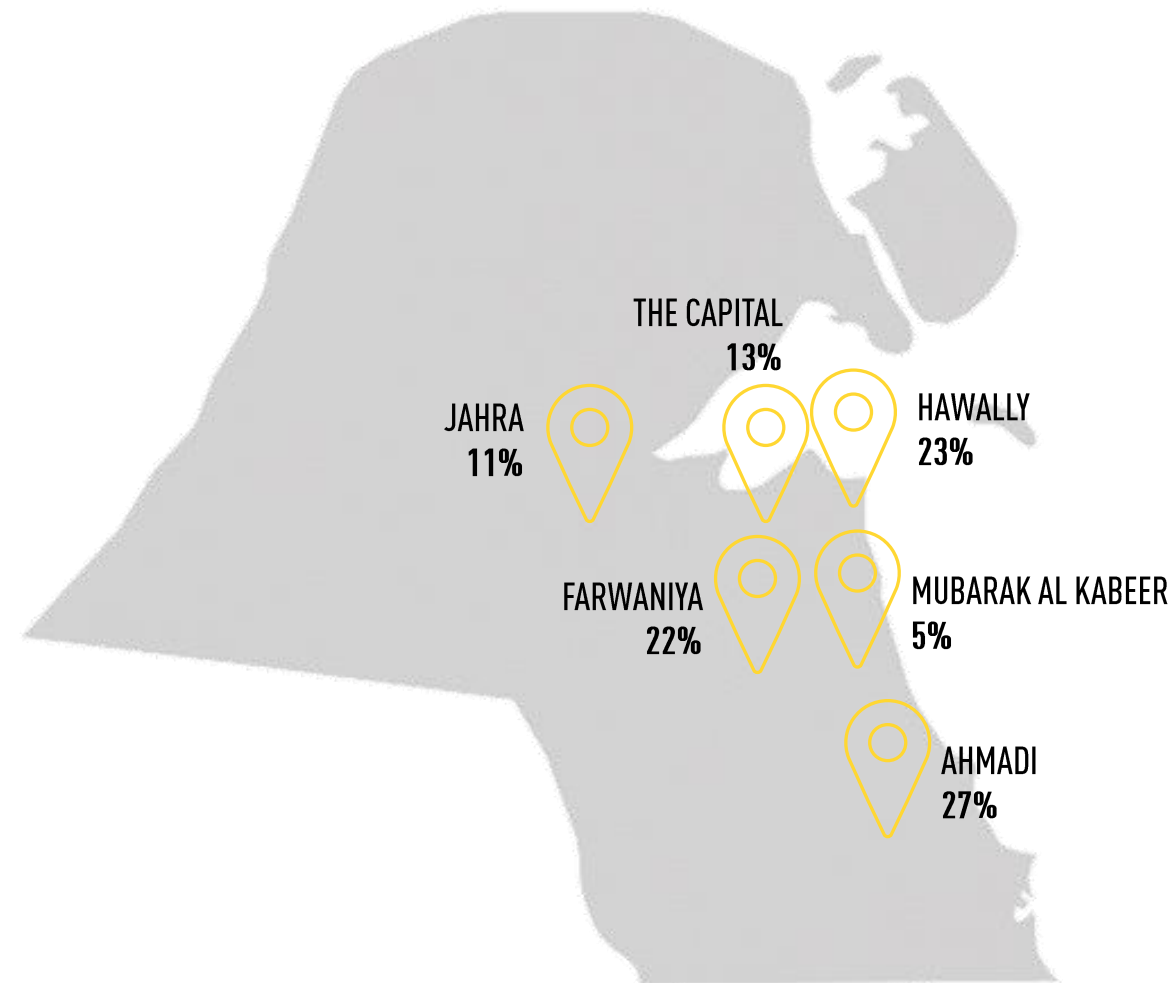 THE CAPITAL
13%
JAHRA
11%
HAWALLY
23%
FARWANIYA
22%
MUBARAK AL KABEER
5%
AHMADI
27%